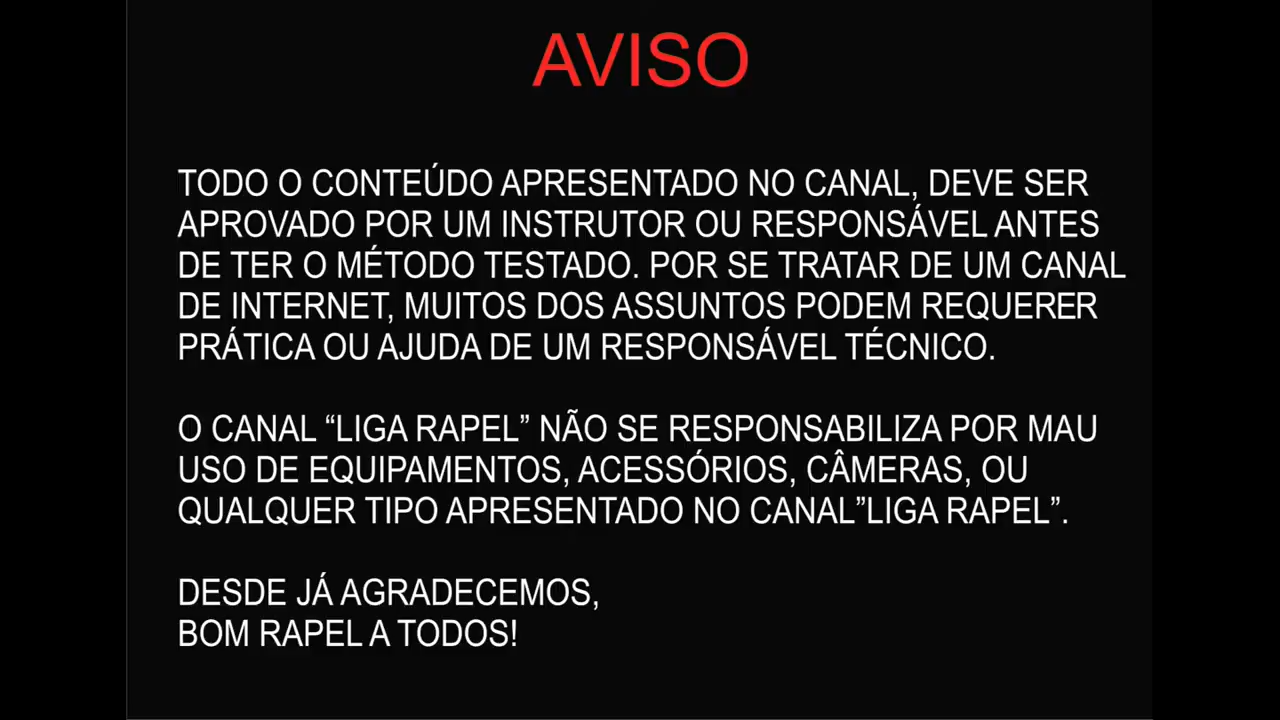 AVISO
TODO O CONTEÚDO APRESENTADO NO CANAL, DEVE SER
APROVADO POR UM INSTRUTOR OU RESPONSÁVEL ANTES
DE TER O MÉTODO TESTADO. POR SE TRATAR DE UM CANAL
DE INTERNET, MUITOS DOS ASSUNTOS PODEM REQUERER
PRÁTICA OU AJUDA DE UM RESPONSÁVEL TÉCNICO.
O CANAL “LIGA RAPEL” NÃO SE RESPONSABILIZA POR MAU
USO DE EQUIPAMENTOS, ACESSÓRIOS, CÂMERAS, OU
QUALQUER TIPO APRESENTADO NO CANAL”LIGA RAPEL”.
DESDE JÁ AGRADECEMOS,
BOM RAPEL A TODOS!